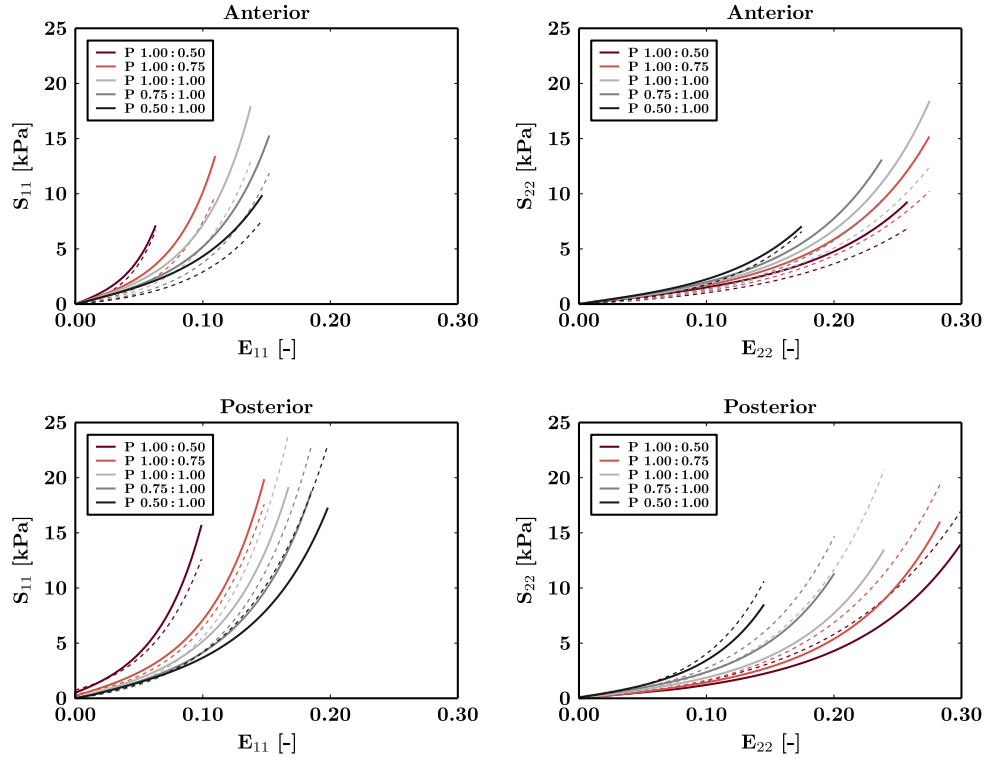 Anterior
25
20
15
10
5
0
S11 [kPa]
P 1.00:0.50
P 1.00:0.75
P 1.00:1.00
P 0.75:1.00
P 0.50:1.00
0.00 0.10 0.20 0.30
E11 [-]
Anterior
25
20
15
10
5
0
S22 [kPa]
P 1.00:0.50
P 1.00:0.75
P 1.00:1.00
P 0.75:1.00
P 0.50:1.00
0.00 0.10 0.20 0.30
E22 [-]
Posterior
25
20
15
10
5
0
S11 [kPa]
P 1.00:0.50
P 1.00:0.75
P 1.00:1.00
P 0.75:1.00
P 0.50:1.00
0.00 0.10 0.20 0.30
E11 [-]
Posterior
25
20
15
10
5
0
S22 [kPa]
P 1.00:0.50
P 1.00:0.75
P 1.00:1.00
P 0.75:1.00
P 0.50:1.00
0.00 0.10 0.20 0.30
E22 [-]